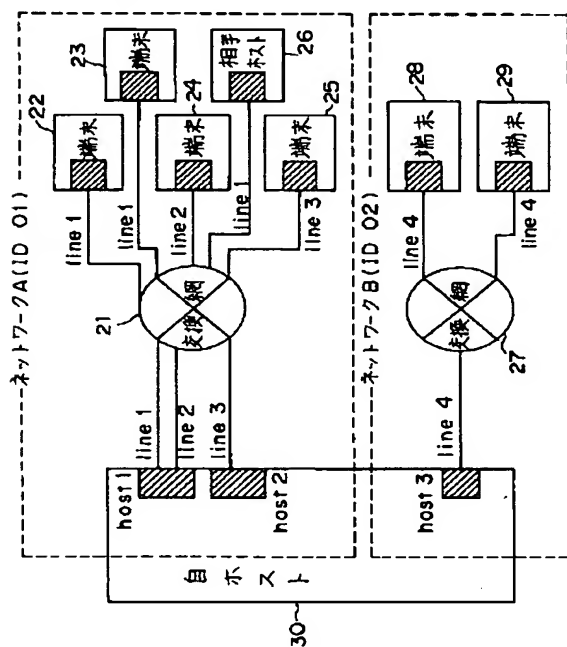 ネットワークA(ID 01)
22
端末
23
端末
24
端末
相手
ホスト
26
端末
25
line 1
line 1
line 2
line 1
line 3
21
交換網
line 1
line 2
line 3
host 1
host 2
ネットワークB(ID 02)
28
端末
29
端末
line 4
line 4
交換網
27
line 4
host 3
自ホスト
30